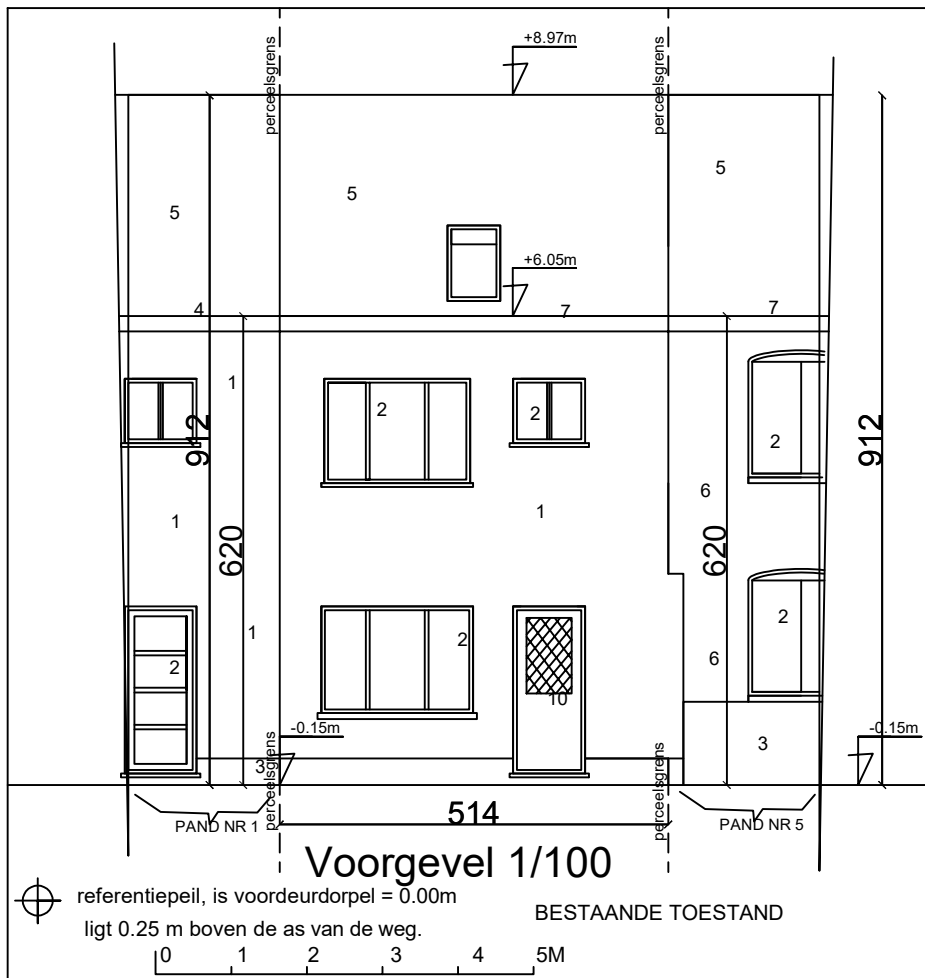 +8.97m
perceelsgrens
perceelsgrens
5
5
5
+6.05m
4
7
7
1
2
2
912
912
2
6
1
1
620
620
2
1
2
6
2
10
-0.15m
-0.15m
3
3
perceelsgrens
perceelsgrens
514
PAND NR 1
PAND NR 5
Voorgevel 1/100
referentiepeil, is voordeurdorpel = 0.00m
ligt 0.25 m boven de as van de weg.
BESTAANDE TOESTAND
0 1 2 3 4 5M